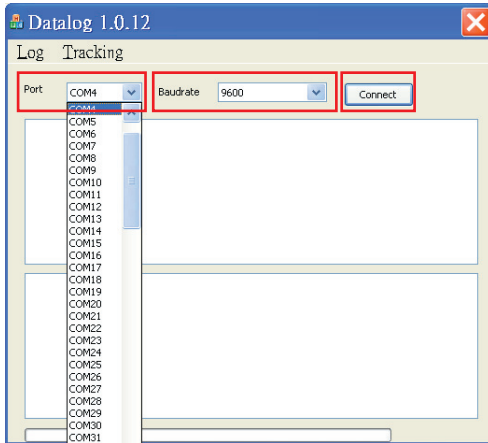 Datalog 1.0.12
Log Tracking
Port COM4 Baudrate 9600 Connect
COM4
COM5
COM6
COM7
COM8
COM9
COM10
COM11
COM12
COM13
COM14
COM15
COM16
COM17
COM18
COM19
COM20
COM21
COM22
COM23
COM24
COM25
COM26
COM27
COM28
COM29
COM30
COM31